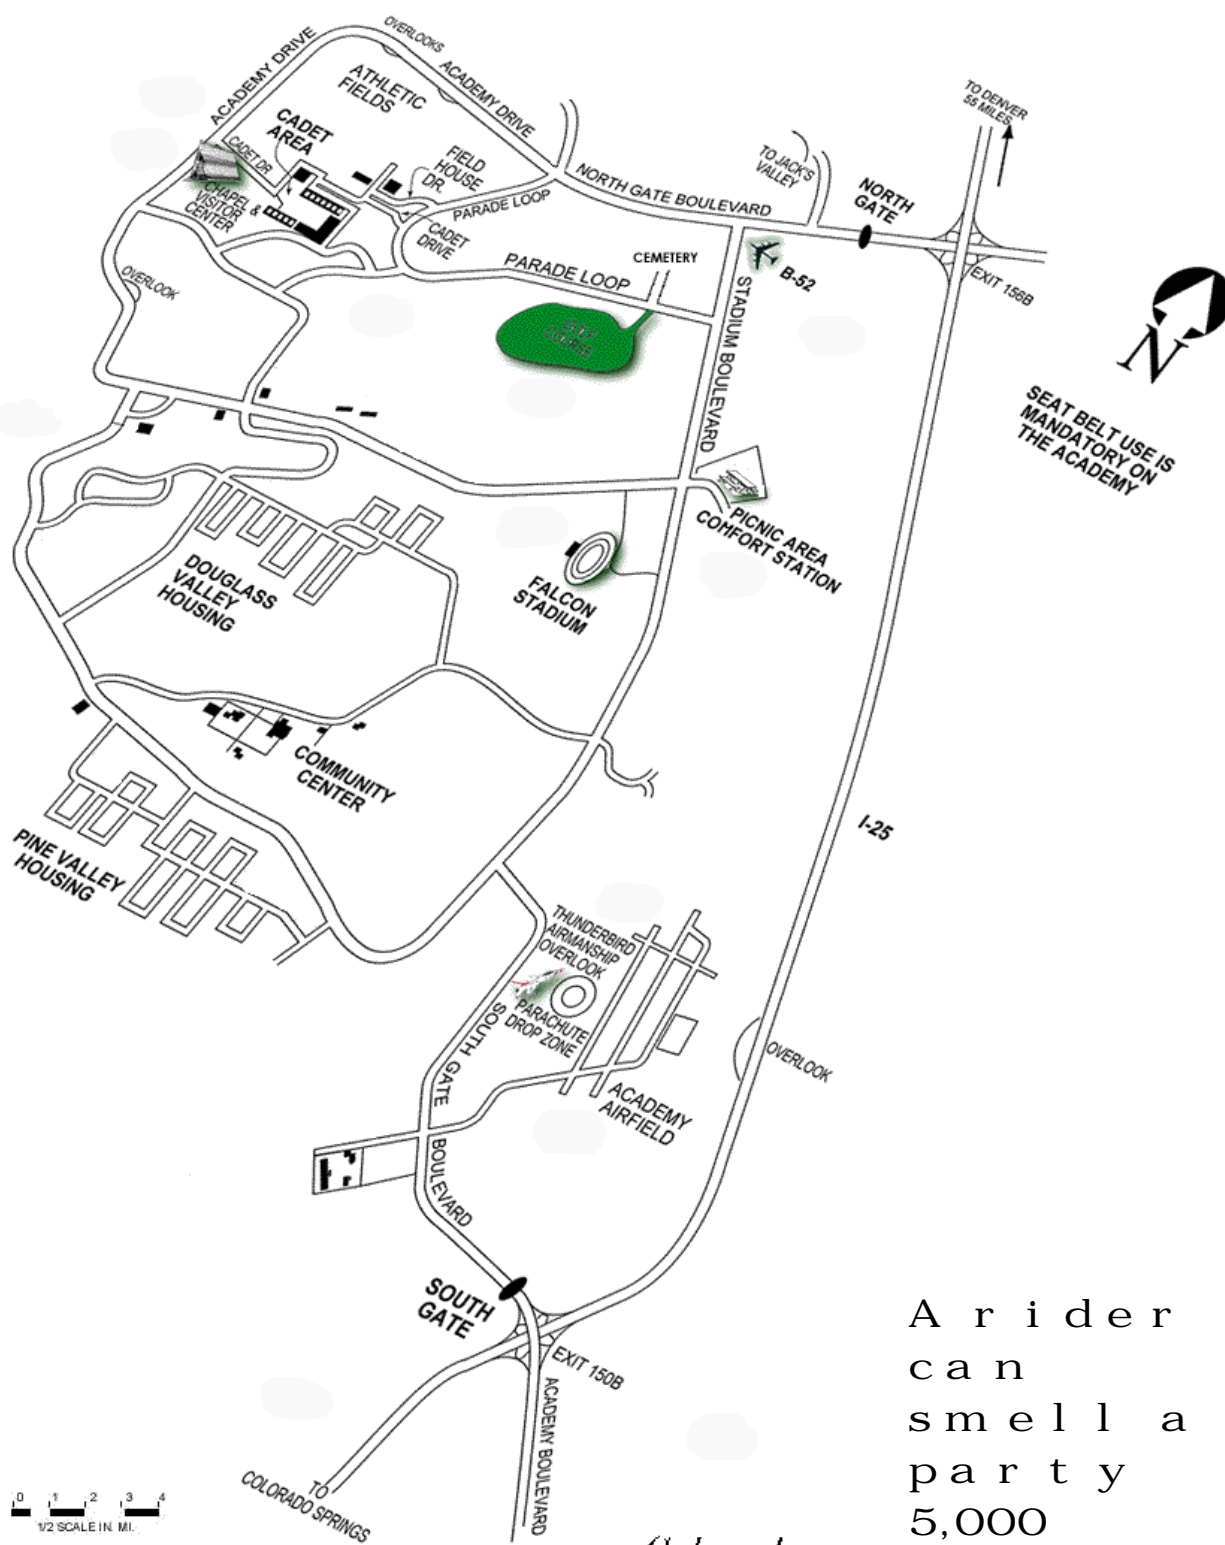 OVERLOOKS
ACADEMY DRIVE
ACADEMY DRIVE
ATHLETIC
FIELDS
TO DENVER
55 MILES
CADET
AREA
CADET DR
FIELD
HOUSE
DR.
TO JACK'S
VALLEY
NORTH GATE BOULEVARD
NORTH
GATE
CHAPEL &
VISITOR
CENTER
PARADE LOOP
CADET
DRIVE
CEMETERY
PARADE LOOP
B-52
EXIT 156B
OVERLOOK
GOLF
COURSE
STADIUM BOULEVARD
N
SEAT BELT USE IS
MANDATORY ON
THE ACADEMY
PICNIC AREA
COMFORT STATION
DOUGLASS
VALLEY
HOUSING
FALCON
STADIUM
COMMUNITY
CENTER
I-25
PINE VALLEY
HOUSING
THUNDERBIRD
AIRMANSHIP
OVERLOOK
PARACHUTE
DROP ZONE
SOUTH GATE BOULEVARD
OVERLOOK
ACADEMY
AIRFIELD
SOUTH
GATE
EXIT 150B
ACADEMY BOULEVARD
TO
COLORADO SPRINGS
0 1 2 3 4
1/2 SCALE IN. MI.
A rider
can
smell a
party
5,000